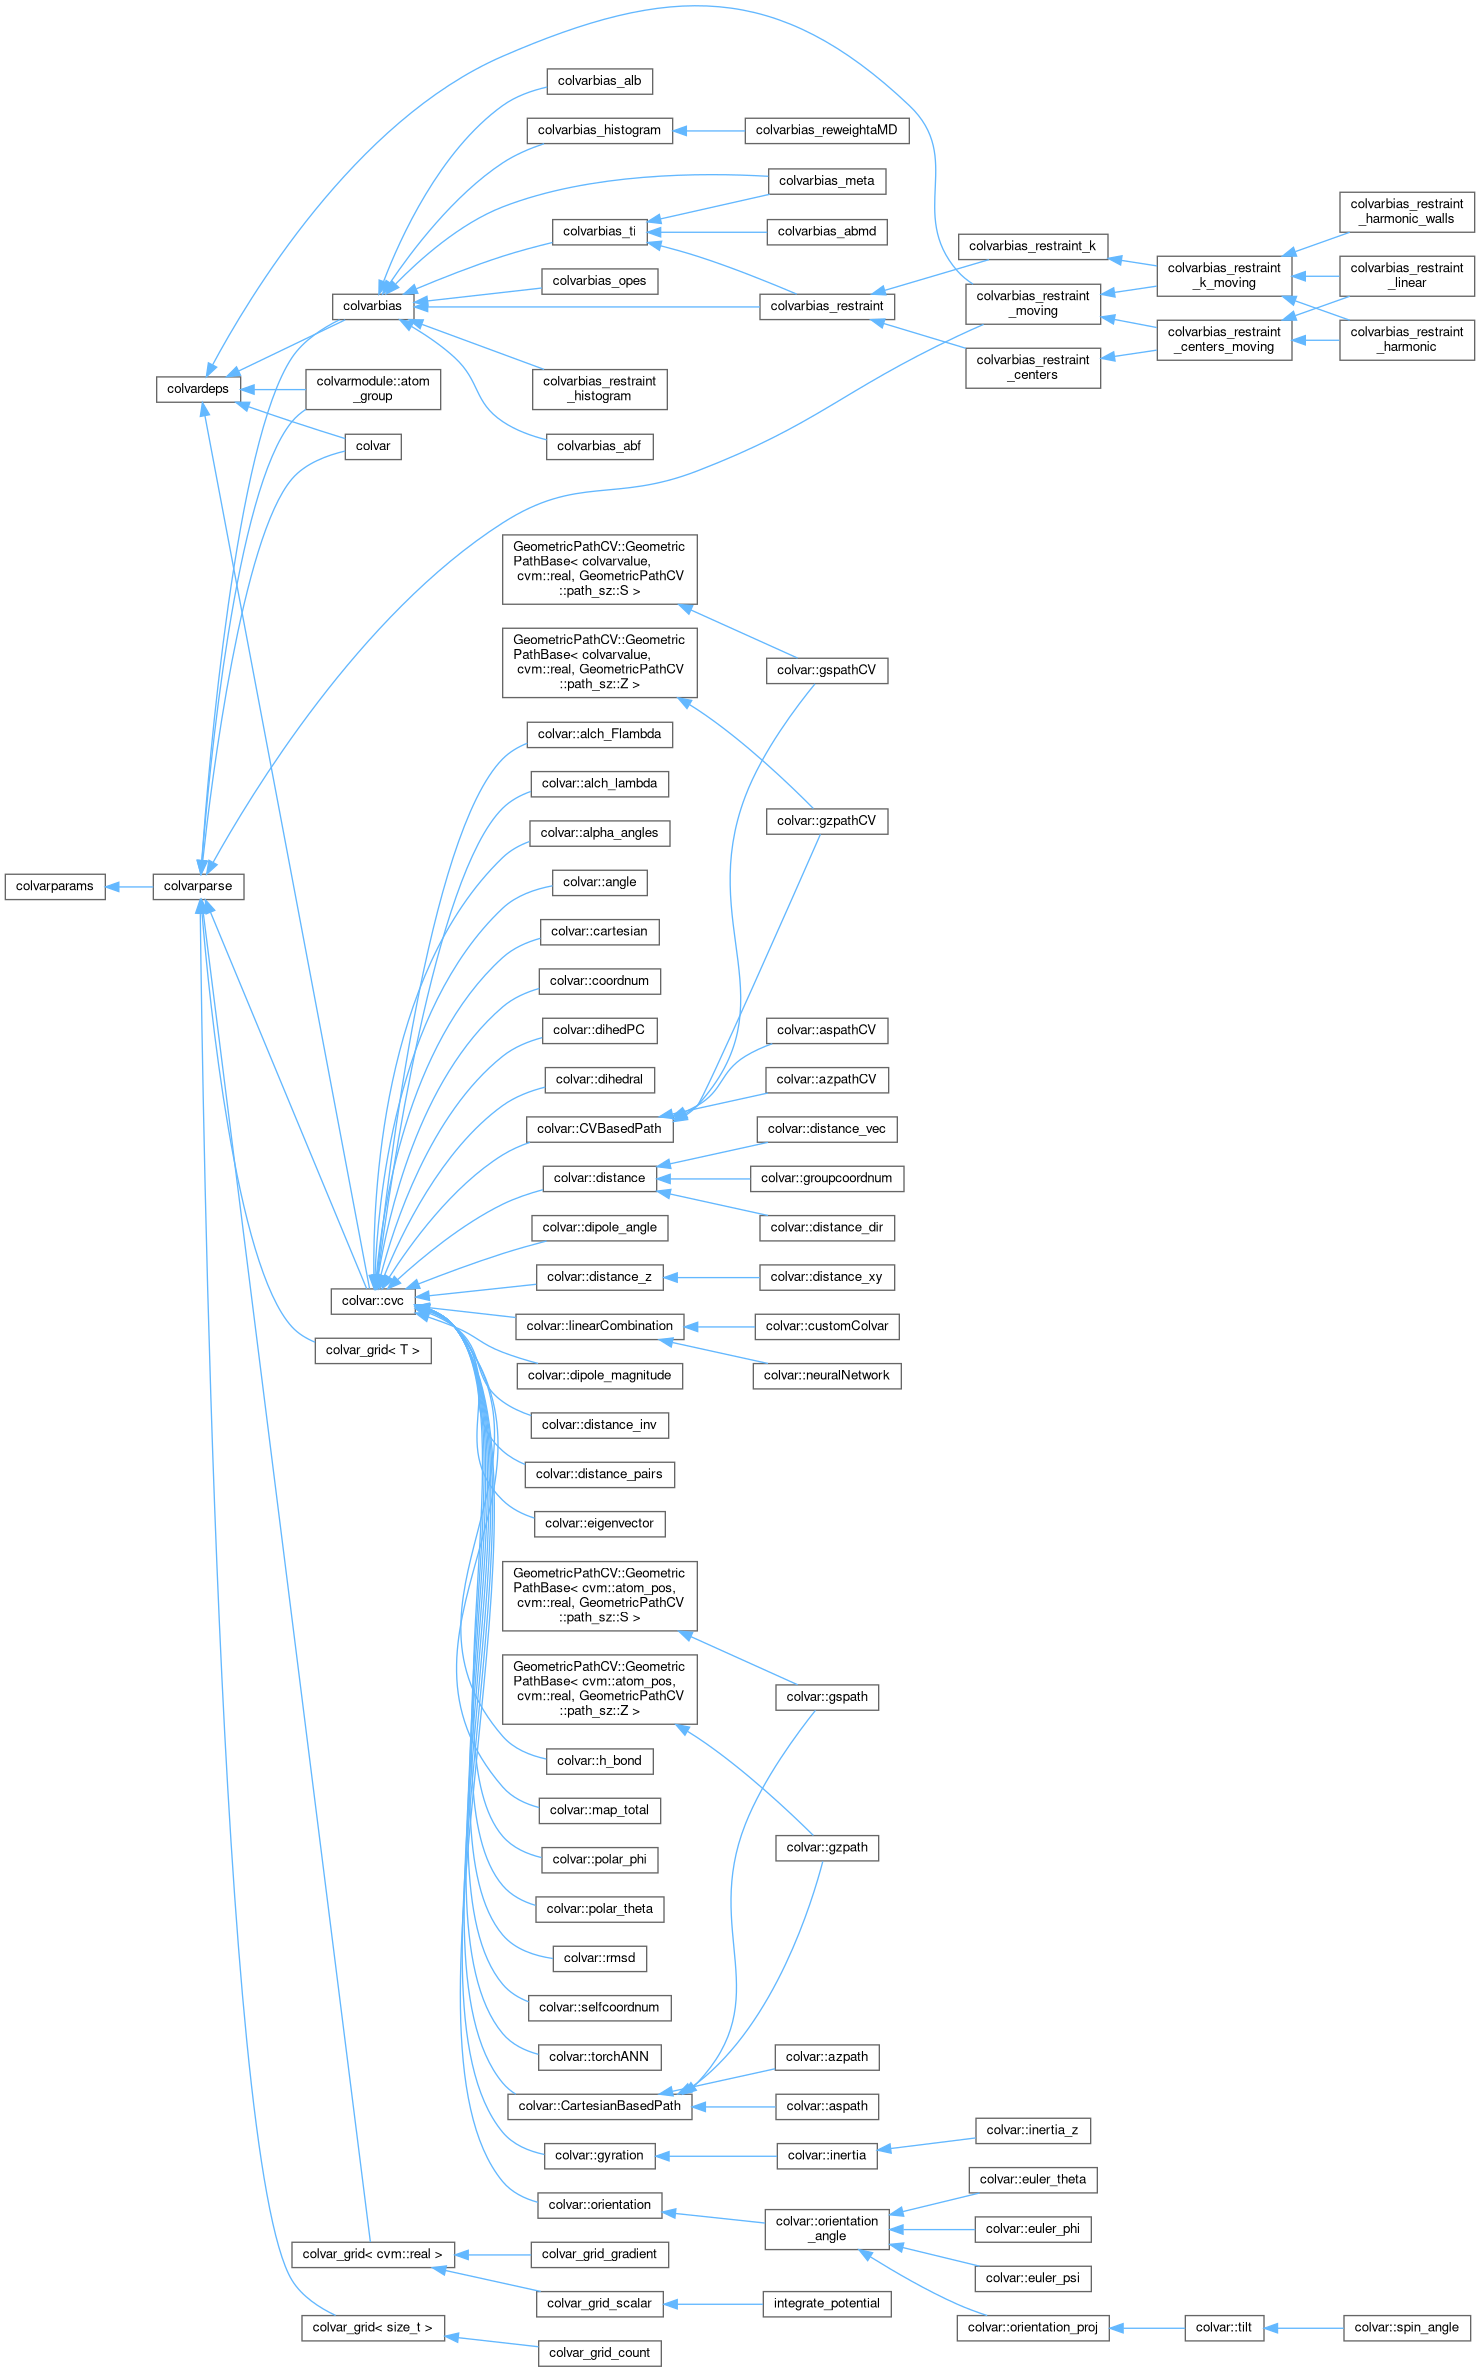 colvarbias_alb
colvarbias_histogram
colvarbias_reweightaMD
colvarbias_meta
colvarbias_ti
colvarbias_abmd
colvarbias_restraint
_harmonic_walls
colvarbias_restraint_k
colvarbias_restraint
_k_moving
colvarbias_restraint
_linear
colvarbias_opes
colvarbias
colvarbias_restraint
colvarbias_restraint
_moving
colvarbias_restraint
_centers_moving
colvarbias_restraint
_harmonic
colvarbias_restraint
_centers
colvardeps
colvarmodule::atom
_group
colvarbias_restraint
_histogram
colvar
colvarbias_abf
GeometricPathCV::Geometric
PathBase< colvarvalue,
cvm::real, GeometricPathCV
::path_sz::S >
GeometricPathCV::Geometric
PathBase< colvarvalue,
cvm::real, GeometricPathCV
::path_sz::Z >
colvar::gspathCV
colvar::alch_Flambda
colvar::alch_lambda
colvar::gzpathCV
colvar::alpha_angles
colvarparams
colvarparse
colvar::angle
colvar::cartesian
colvar::coordnum
colvar::dihedPC
colvar::aspathCV
colvar::dihedral
colvar::azpathCV
colvar::CVBasedPath
colvar::distance_vec
colvar::distance
colvar::groupcoordnum
colvar::dipole_angle
colvar::distance_dir
colvar::distance_z
colvar::distance_xy
colvar::cvc
colvar::linearCombination
colvar::customColvar
colvar_grid< T >
colvar::dipole_magnitude
colvar::neuralNetwork
colvar::distance_inv
colvar::distance_pairs
colvar::eigenvector
GeometricPathCV::Geometric
PathBase< cvm::atom_pos,
cvm::real, GeometricPathCV
::path_sz::S >
GeometricPathCV::Geometric
PathBase< cvm::atom_pos,
cvm::real, GeometricPathCV
::path_sz::Z >
colvar::gspath
colvar::h_bond
colvar::map_total
colvar::gzpath
colvar::polar_phi
colvar::polar_theta
colvar::rmsd
colvar::selfcoordnum
colvar::torchANN
colvar::azpath
colvar::CartesianBasedPath
colvar::aspath
colvar::gyration
colvar::inertia
colvar::inertia_z
colvar::orientation
colvar::orientation
_angle
colvar::euler_theta
colvar::euler_phi
colvar::euler_psi
colvar_grid< cvm::real >
colvar_grid_gradient
colvar_grid_scalar
integrate_potential
colvar_grid< size_t >
colvar::orientation_proj
colvar::tilt
colvar::spin_angle
colvar_grid_count